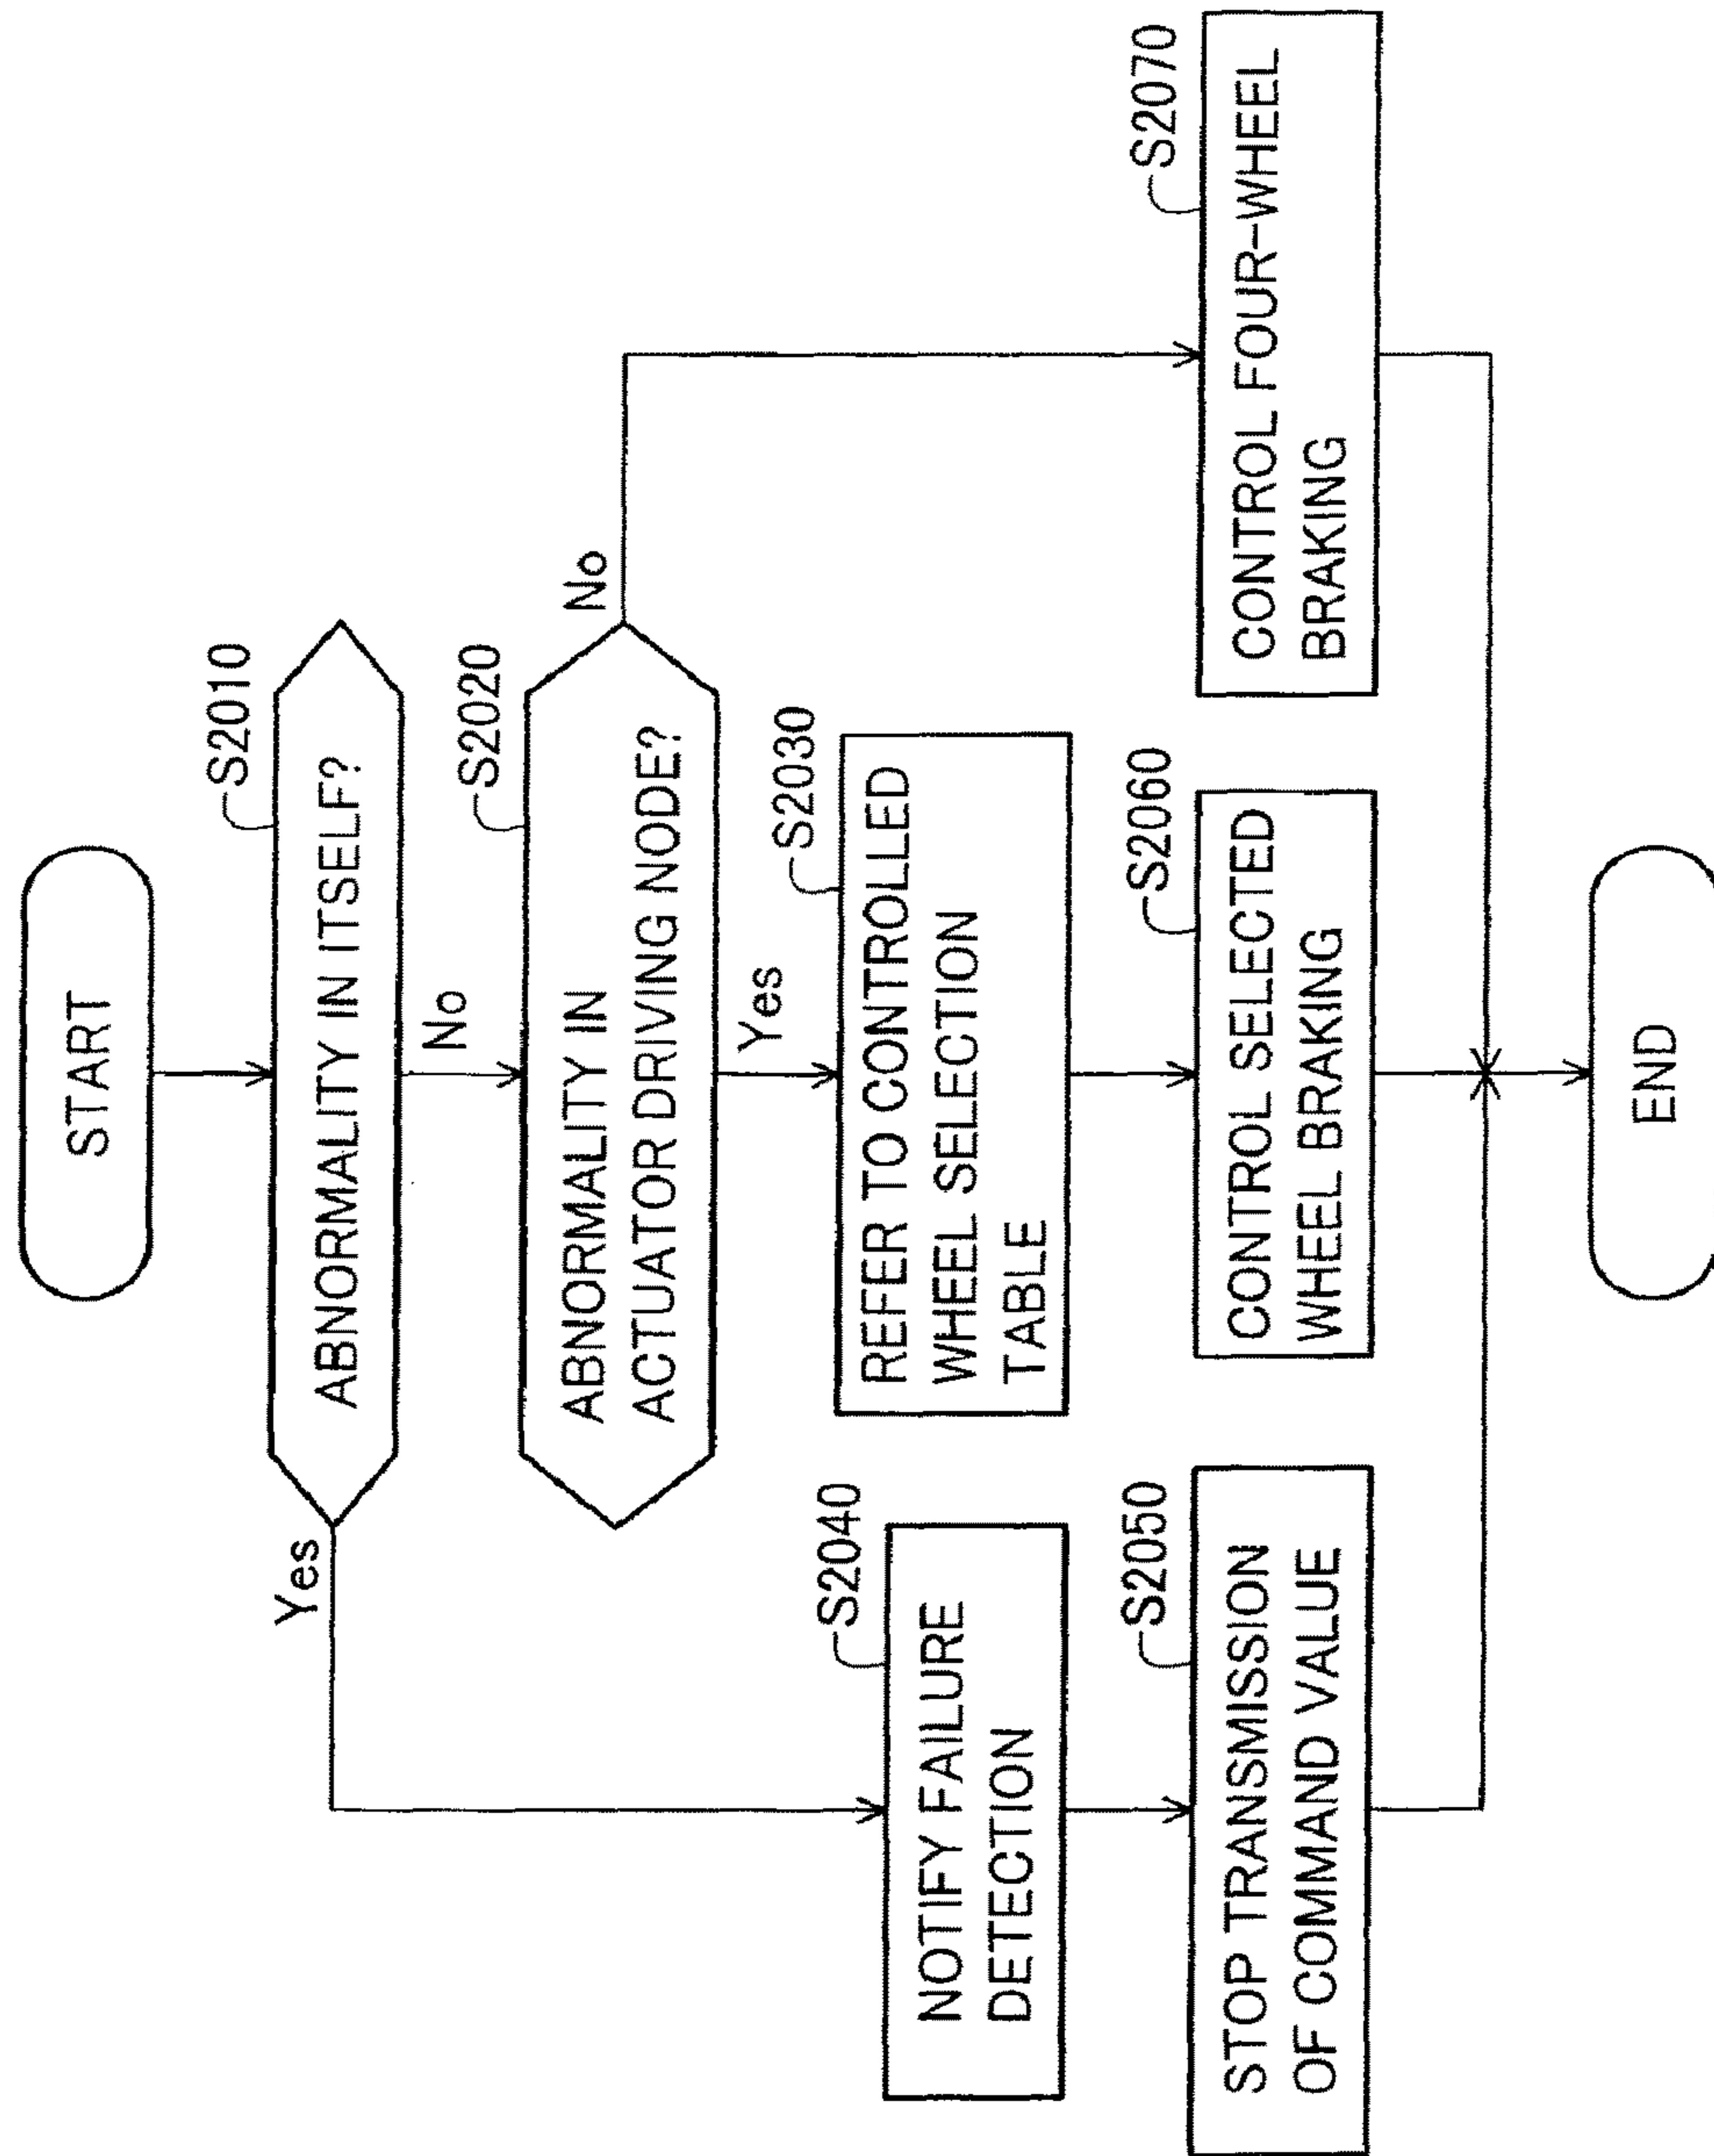 START
S2010
ABNORMALITY IN ITSELF?
Yes
No
S2020
ABNORMALITY IN
ACTUATOR DRIVING NODE?
No
Yes
S2030
REFER TO CONTROLLED
WHEEL SELECTION
TABLE
S2040
NOTIFY FAILURE
DETECTION
S2050
STOP TRANSMISSION
OF COMMAND VALUE
S2060
CONTROL SELECTED
WHEEL BRAKING
S2070
CONTROL FOUR-WHEEL
BRAKING
END